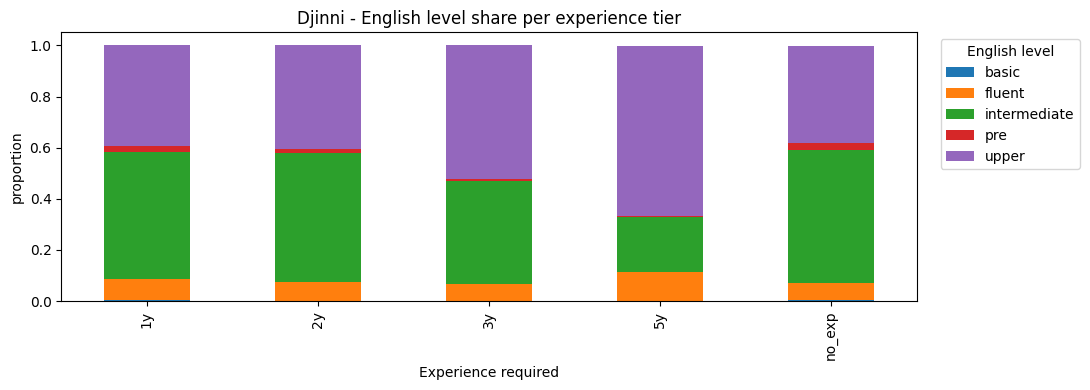 Djinni - English level share per experience tier
proportion
1.0
0.8
0.6
0.4
0.2
0.0
1y
2y
3y
5y
no_exp
Experience required
English level
basic
fluent
intermediate
pre
upper